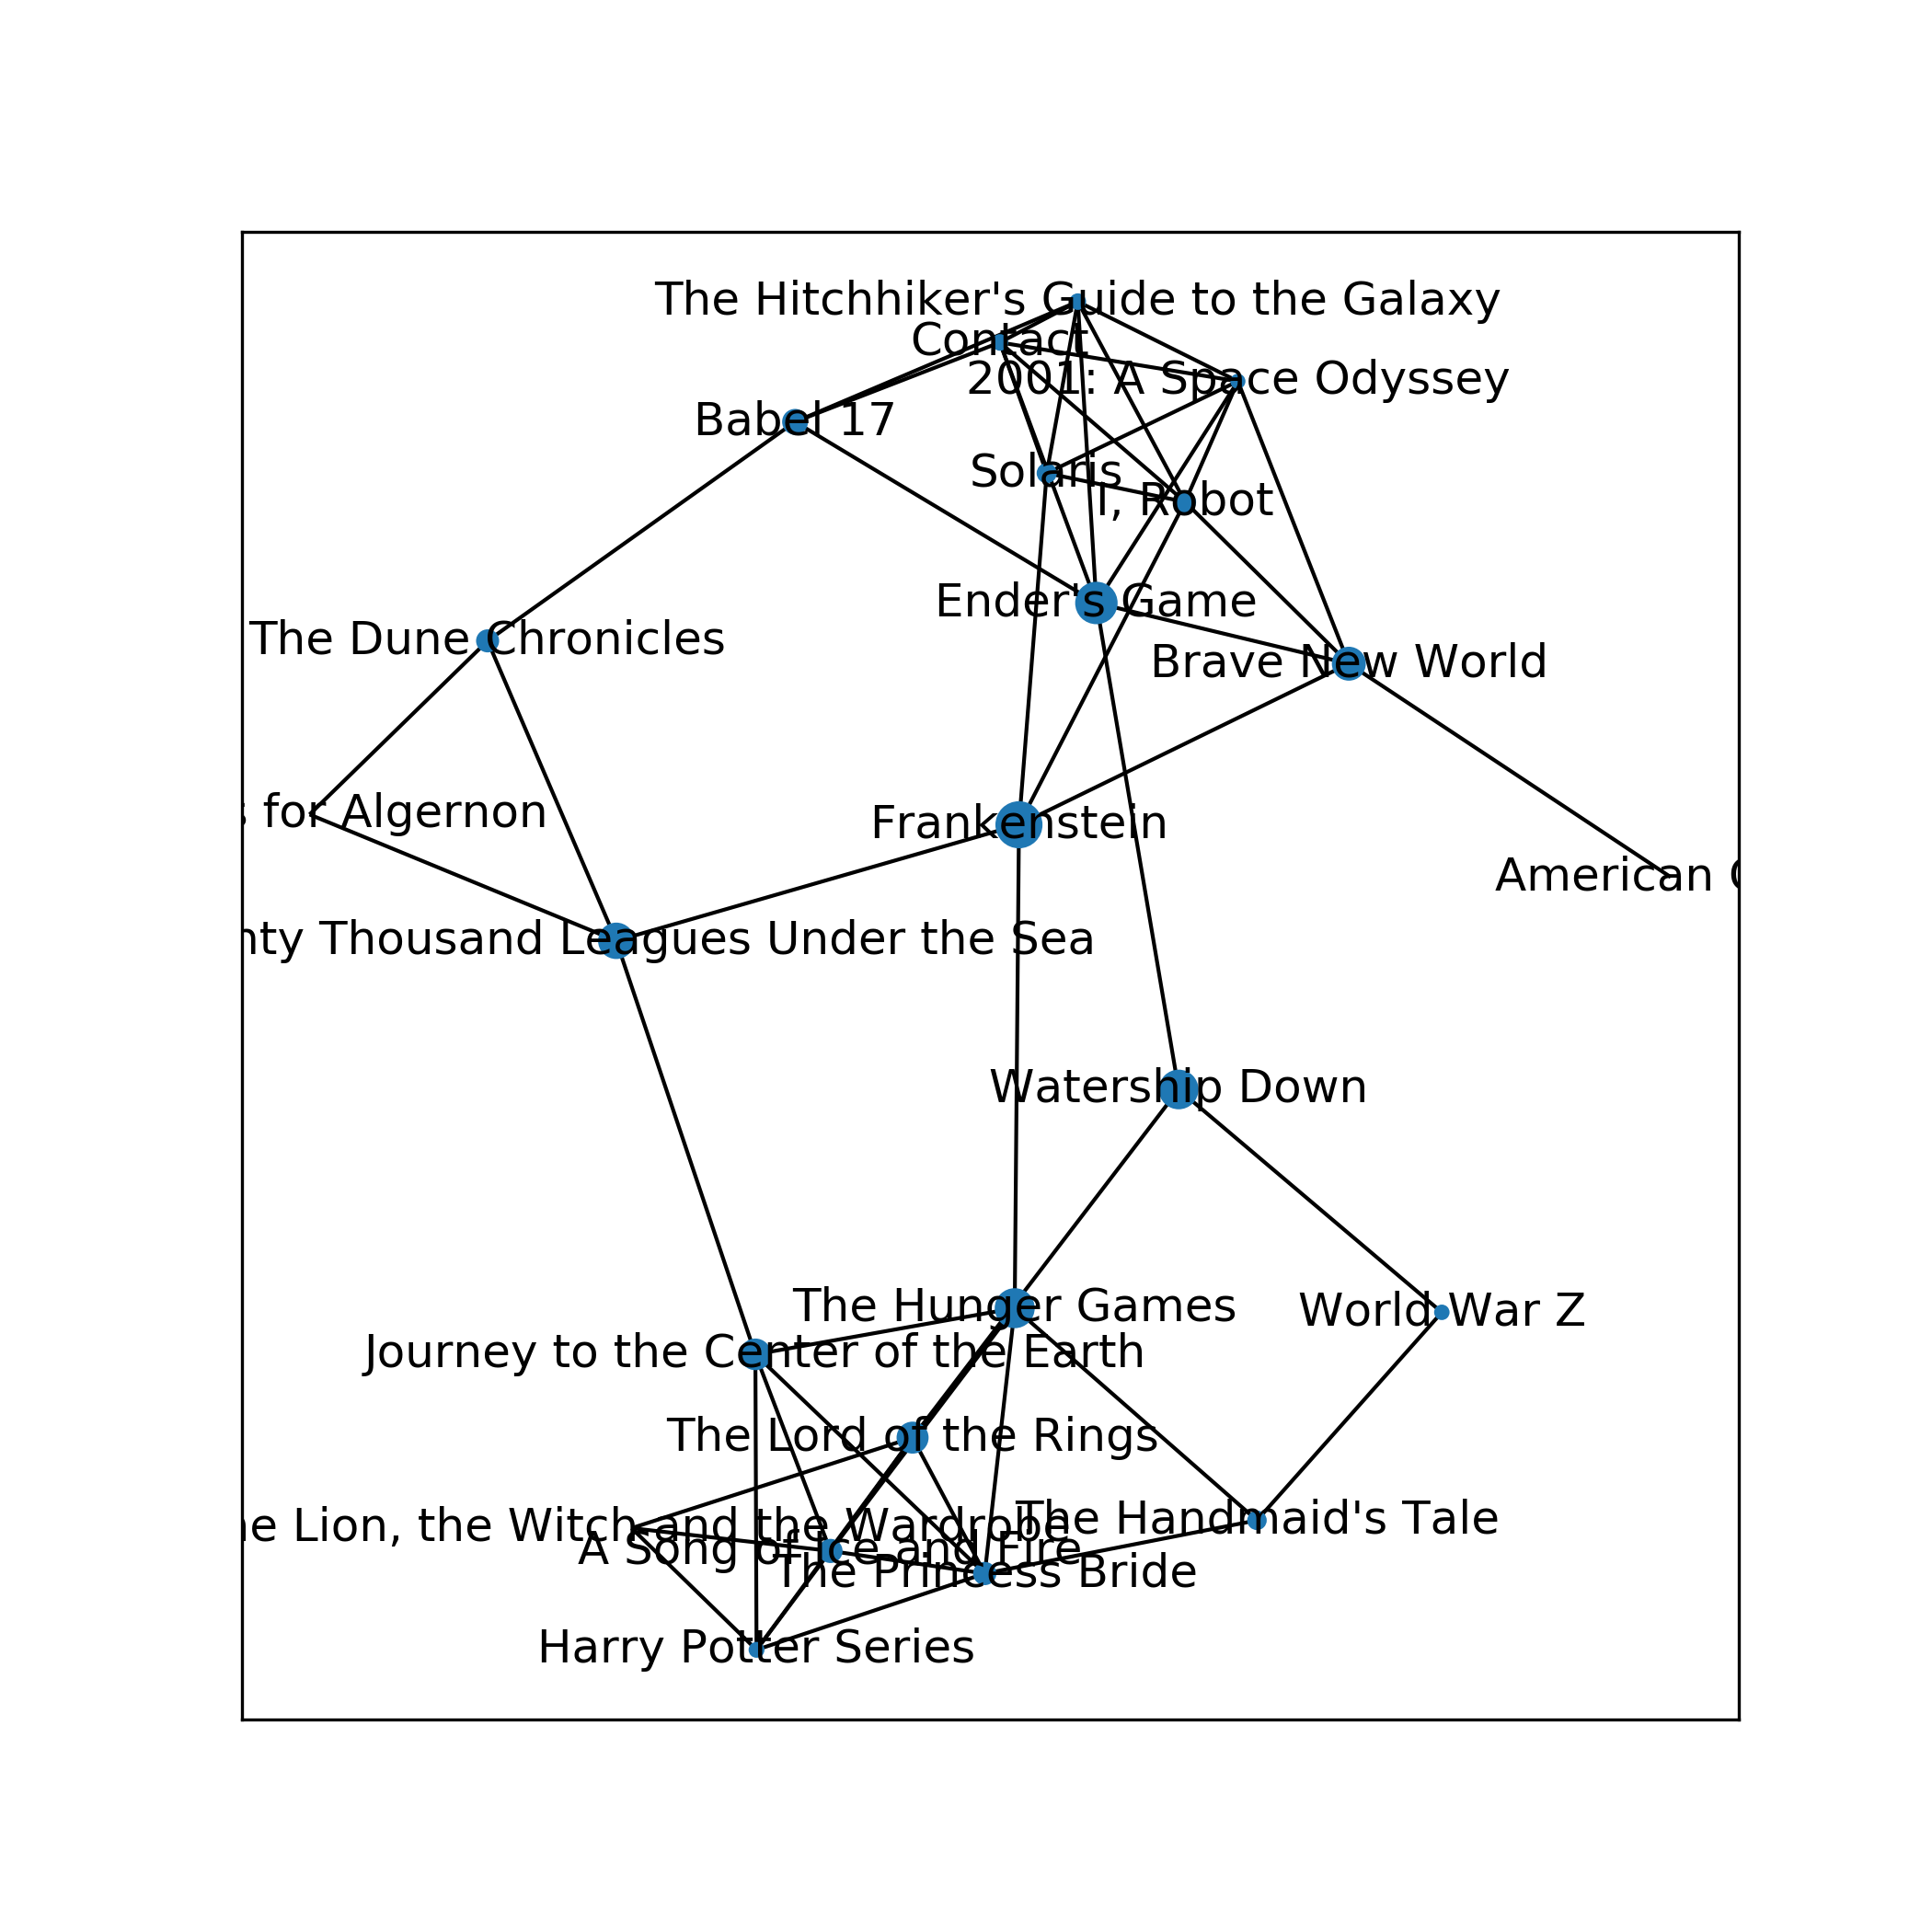 The Hitchhiker's Guide to the Galaxy
Contact
2001: A Space Odyssey
Babel 17
Solaris
I, Robot
Ender's Game
The Dune Chronicles
Brave New World
for Algernon
Frankenstein
American
Thousand Leagues Under the Sea
Watership Down
The Hunger Games
World War Z
Journey to the Center of the Earth
The Lord of the Rings
The Handmaid's Tale
Lion, the Witch and the Wardrobe
A Song of Ice and Fire
The Princess Bride
Harry Potter Series